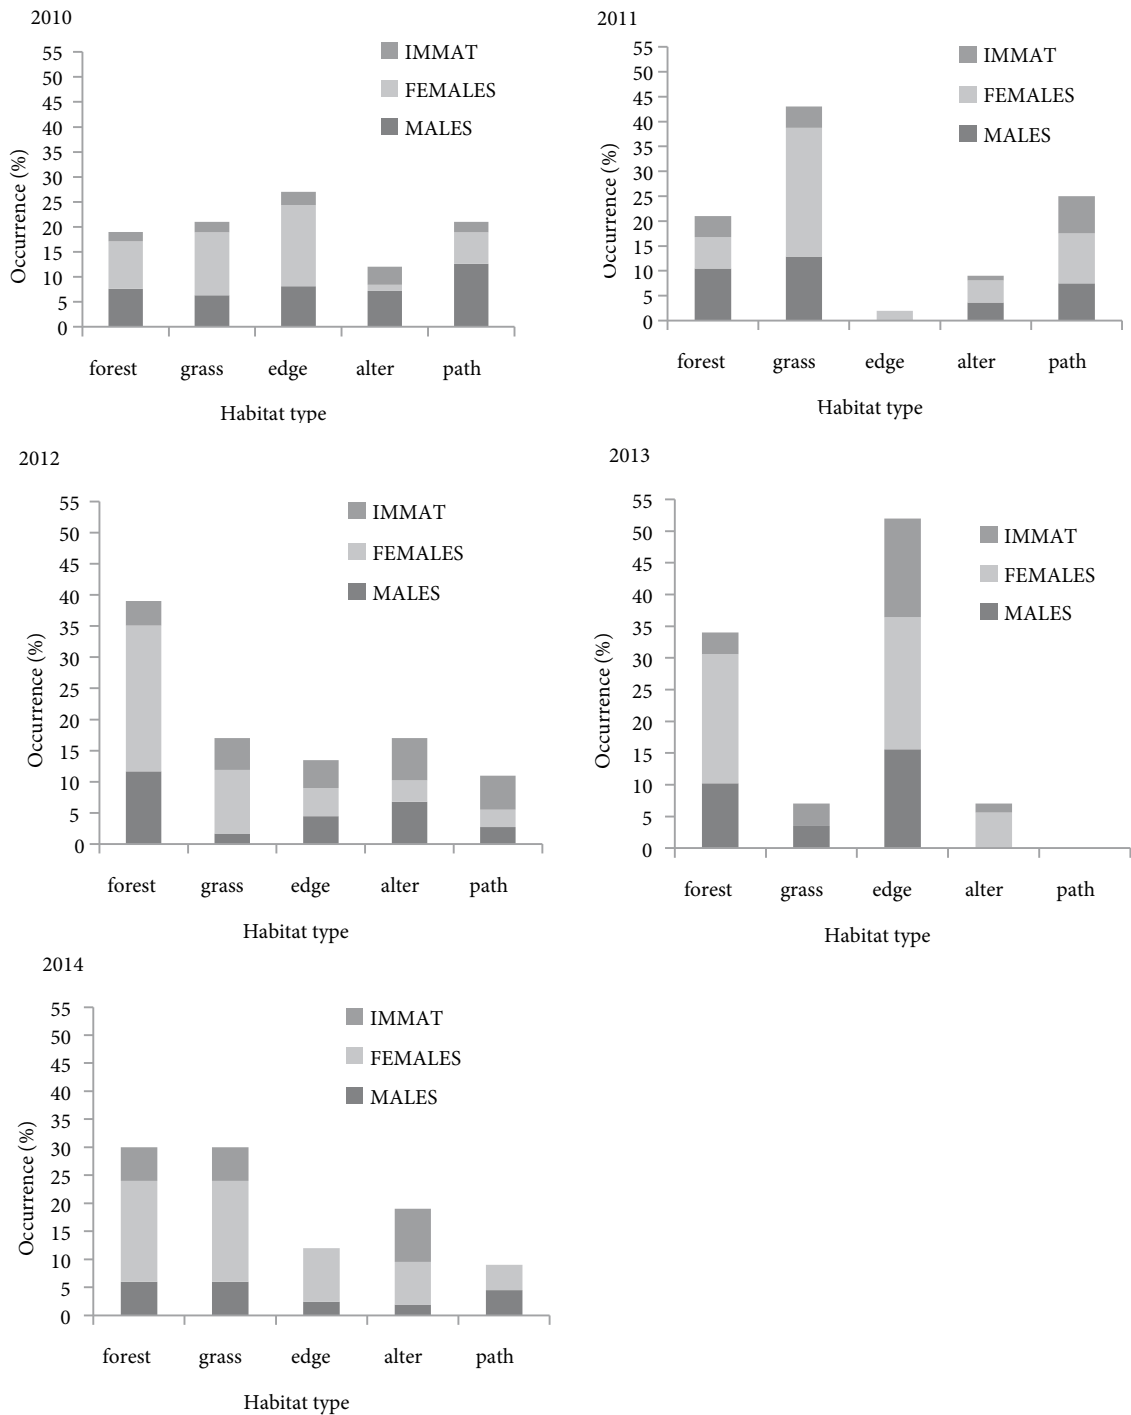 2010
IMMAT
FEMALES
MALES
55
50
45
40
35
30
25
20
15
10
5
0
Occurrence (%)
forest grass edge alter path
Habitat type
2011
IMMAT
FEMALES
MALES
55
50
45
40
35
30
25
20
15
10
5
0
Occurrence (%)
forest grass edge alter path
Habitat type
2012
IMMAT
FEMALES
MALES
55
50
45
40
35
30
25
20
15
10
5
0
Occurrence (%)
forest grass edge alter path
Habitat type
2013
IMMAT
FEMALES
MALES
55
50
45
40
35
30
25
20
15
10
5
0
Occurrence (%)
forest grass edge alter path
Habitat type
2014
IMMAT
FEMALES
MALES
55
50
45
40
35
30
25
20
15
10
5
0
Occurrence (%)
forest grass edge alter path
Habitat type